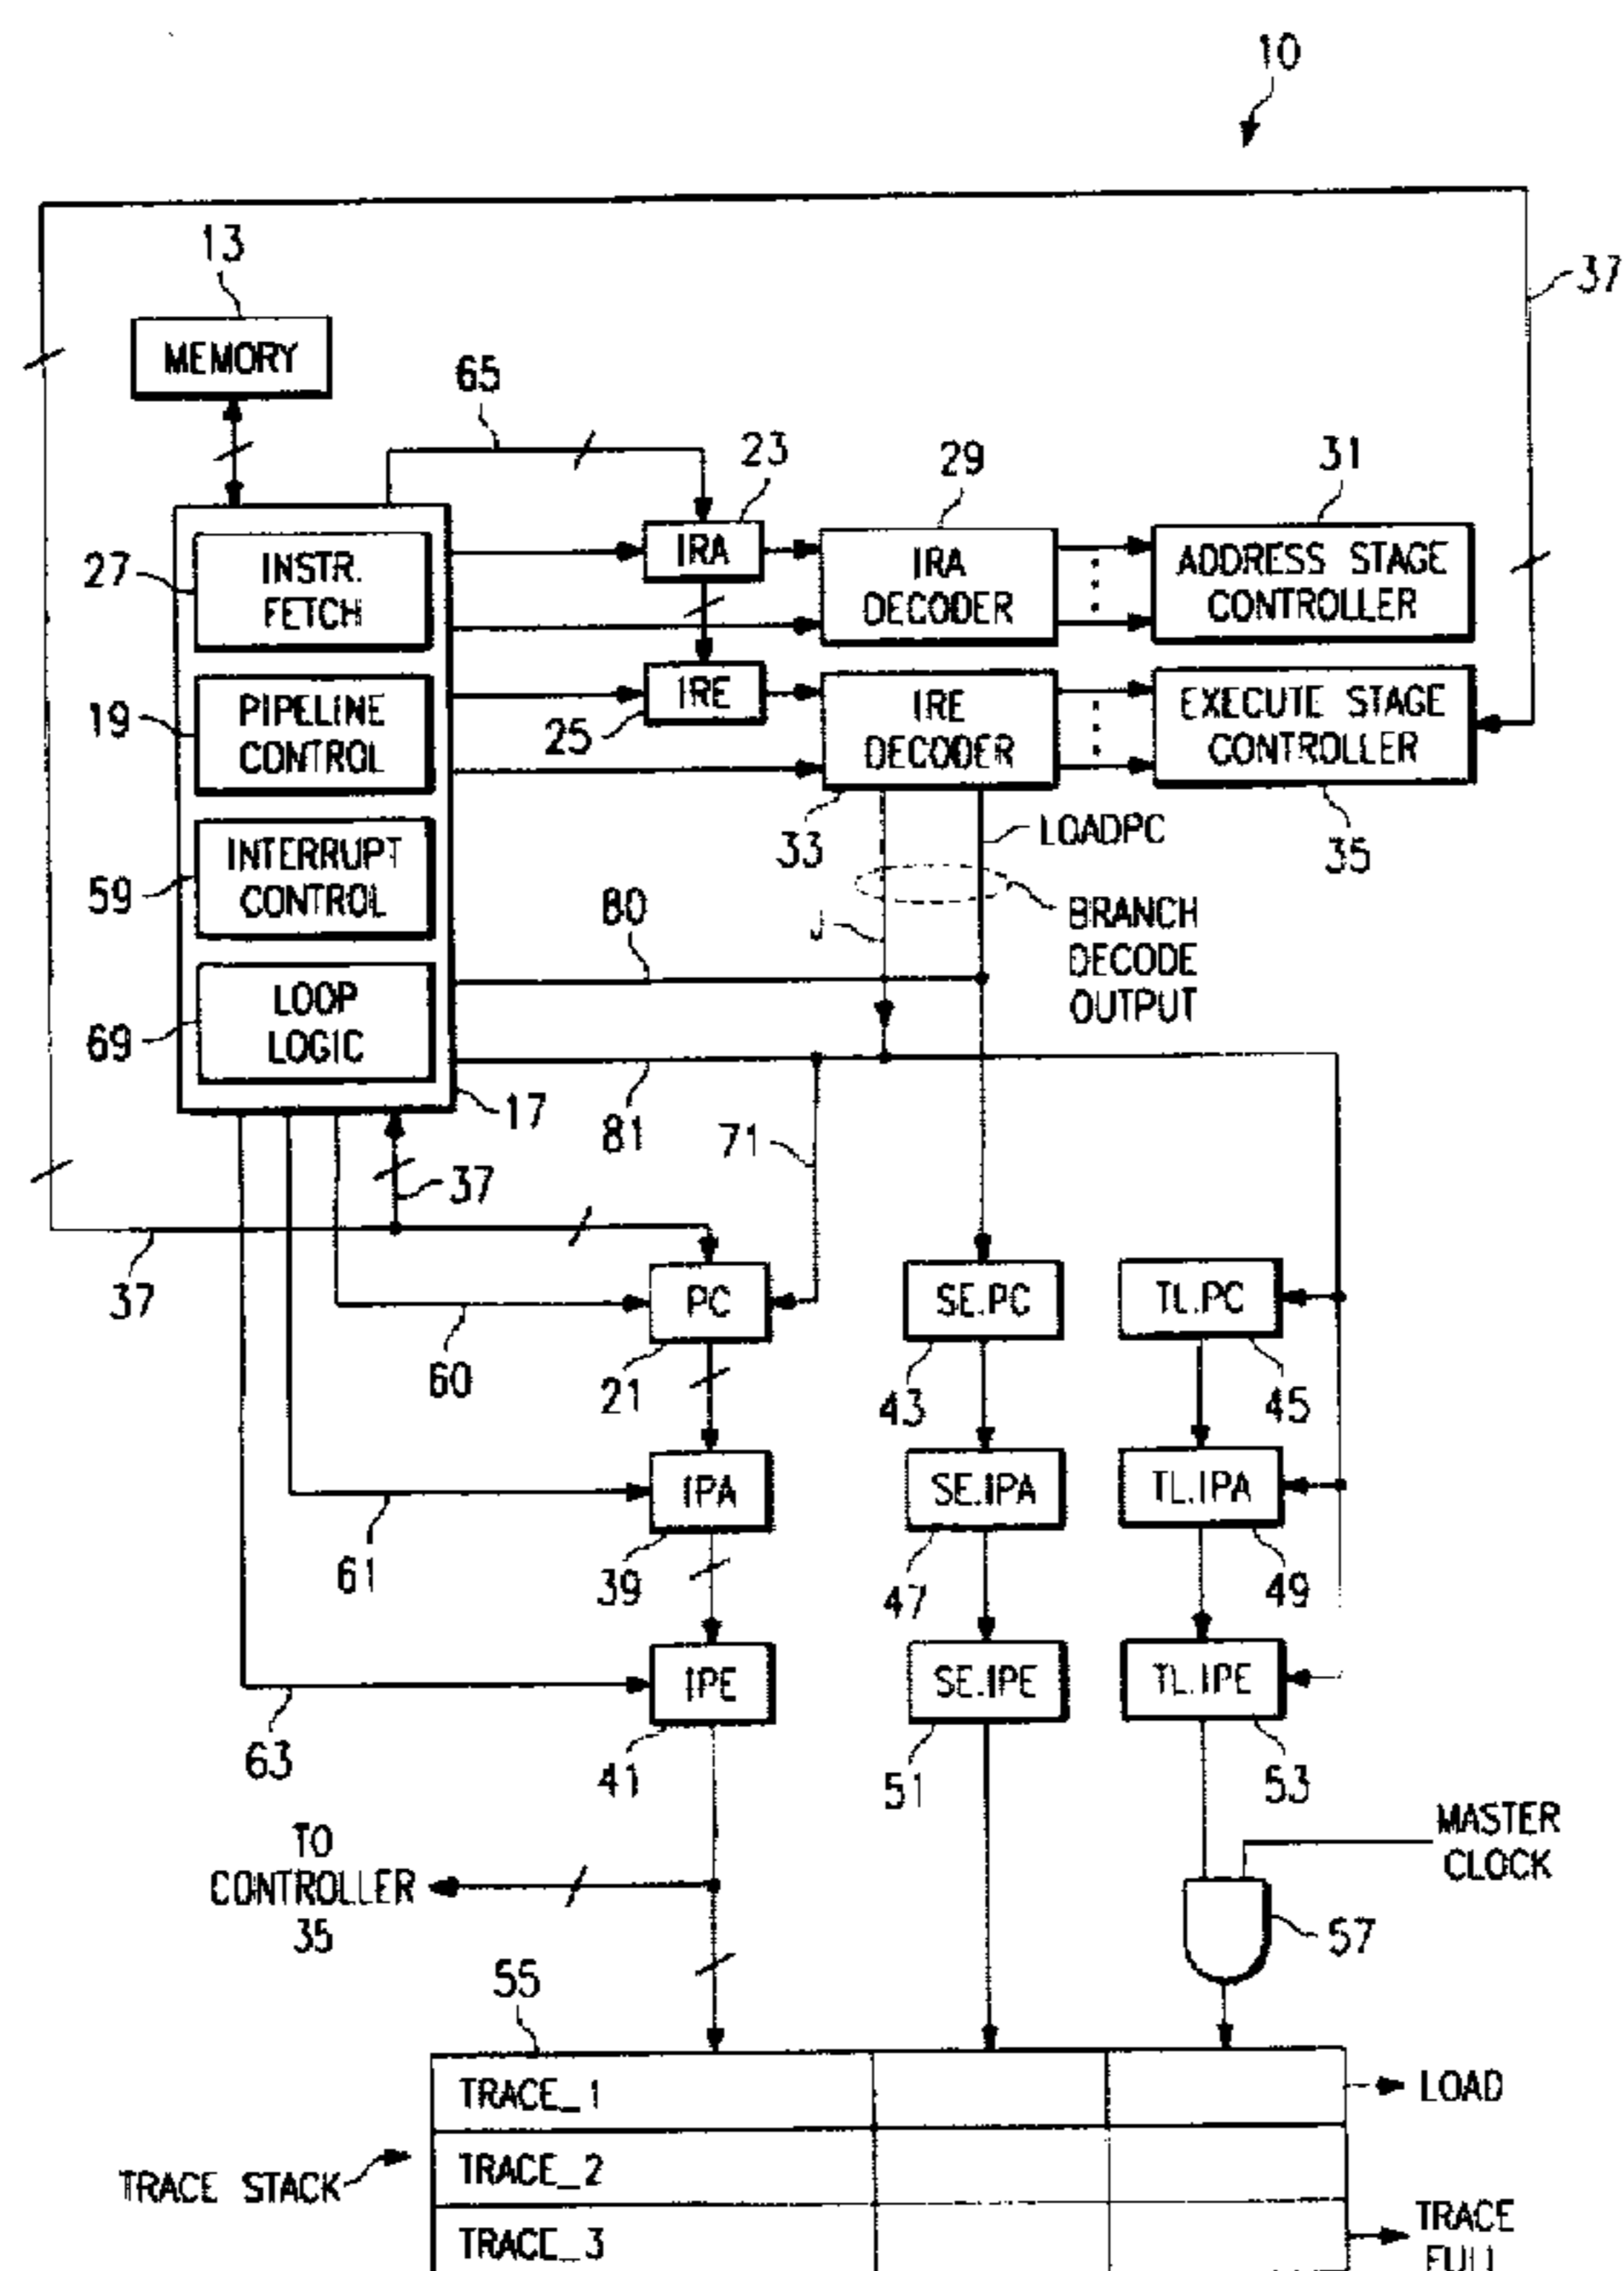 10
13
37
MEMORY
65
23
29
31
27
INSTR.
FETCH
IRA
IRA
DECODER
ADDRESS STAGE
CONTROLLER
19
PIPELINE
CONTROL
IRE
25
IRE
DECODER
EXECUTE STAGE
CONTROLLER
33
LOADPC
35
59
INTERRUPT
CONTROL
80
J
BRANCH
DECODE
OUTPUT
69
LOOP
LOGIC
17
81
71
37
37
PC
SE.PC
TL.PC
60
21
43
45
IPA
SE.IPA
TL.IPA
61
39
47
49
IPE
SE.IPE
TL.IPE
63
41
51
53
TO
CONTROLLER
35
MASTER
CLOCK
57
55
TRACE_1
LOAD
TRACE STACK
TRACE_2
TRACE_3
TRACE
FULL